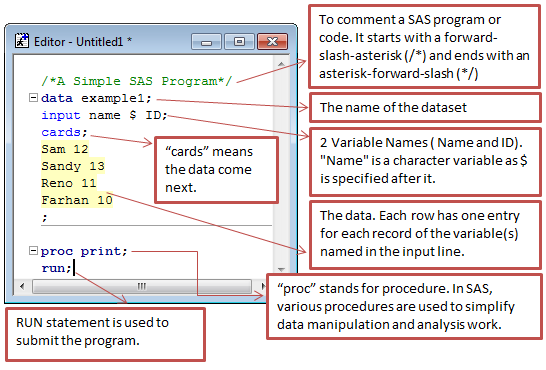 Editor - Untitled1 *
/*A Simple SAS Program*/
data example1;
input name $ ID;
cards;
Sam 12
Sandy 13
Reno 11
Farhan 10
;
proc print;
run;
To comment a SAS program or
code. It starts with a forward-
slash-asterisk (/*) and ends with an
asterisk-forward-slash (*/)
The name of the dataset
2 Variable Names ( Name and ID).
"Name" is a character variable as $
is specified after it.
“cards” means
the data come
next.
The data. Each row has one entry
for each record of the variable(s)
named in the input line.
“proc” stands for procedure. In SAS,
various procedures are used to simplify
data manipulation and analysis work.
RUN statement is used to
submit the program.